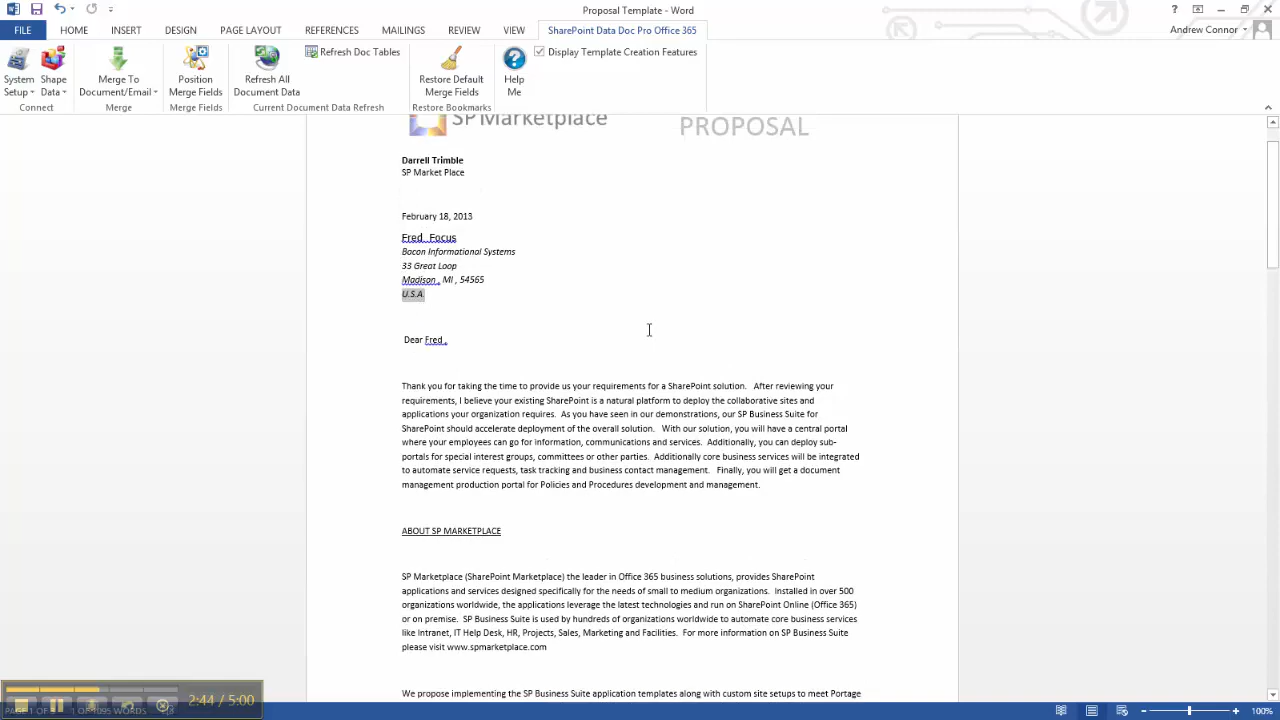 Proposal Template - Word
Andrew Connor
FILE HOME INSERT DESIGN PAGE LAYOUT REFERENCES MAILINGS REVIEW VIEW SharePoint Data Doc Pro Office 365
System Setup
Shape Data
Connect
Merge To Document/Email
Merge
Position Merge Fields
Merge Fields
Refresh All Document Data
Refresh Doc Tables
Current Document Data Refresh
Restore Default Merge Fields
Restore Bookmarks
Help Me
Display Template Creation Features
SP Marketplace
PROPOSAL
Darrell Trimble
SP Market Place
February 18, 2013
Fred Focus
Bacon Informational Systems
33 Great Loop
Madison , MI , 54565
U.S.A
Dear Fred ,
Thank you for taking the time to provide us your requirements for a SharePoint solution. After reviewing your
requirements, I believe your existing SharePoint is a natural platform to deploy the collaborative sites and
applications your organization requires. As you have seen in our demonstrations, our SP Business Suite for
SharePoint should accelerate deployment of the overall solution. With our solution, you will have a central portal
where your employees can go for information, communications and services. Additionally, you can deploy sub-
portals for special interest groups, committees or other parties. Additionally core business services will be integrated
to automate service requests, task tracking and business contact management. Finally, you will get a document
management production portal for Policies and Procedures development and management.
ABOUT SP MARKETPLACE
SP Marketplace (SharePoint Marketplace) the leader in Office 365 business solutions, provides SharePoint
applications and services designed specifically for the needs of small to medium organizations. Installed in over 500
organizations worldwide, the applications leverage the latest technologies and run on SharePoint Online (Office 365)
or on premise. SP Business Suite is used by hundreds of organizations worldwide to automate core business services
like Intranet, IT Help Desk, HR, Projects, Sales, Marketing and Facilities. For more information on SP Business Suite
please visit www.spmarketplace.com
We propose implementing the SP Business Suite application templates along with custom site setups to meet Portage
2:44 / 5:00
100%